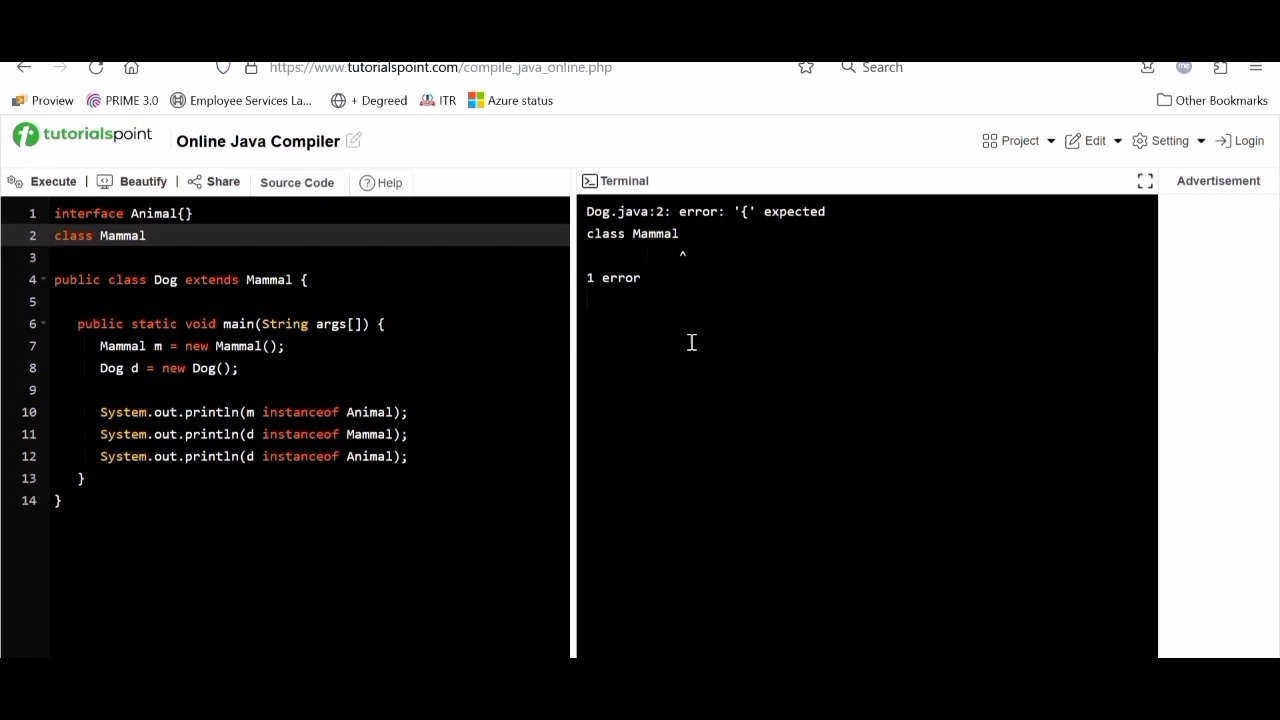 https://www.tutorialspoint.com/compile_java_online.php
Search
Proview
PRIME 3.0
Employee Services La...
+ Degreed
ITR
Azure status
Other Bookmarks
tutorialspoint
Online Java Compiler
Project
Edit
Setting
Login
Execute | Beautify | Share
Source Code
Help
Terminal
Advertisement
1 interface Animal{}
2 class Mammal
3
4 public class Dog extends Mammal {
5
6 public static void main(String args[]) {
7 Mammal m = new Mammal();
8 Dog d = new Dog();
9
10 System.out.println(m instanceof Animal);
11 System.out.println(d instanceof Mammal);
12 System.out.println(d instanceof Animal);
13 }
14 }
Dog.java:2: error: '{' expected
class Mammal
^
1 error